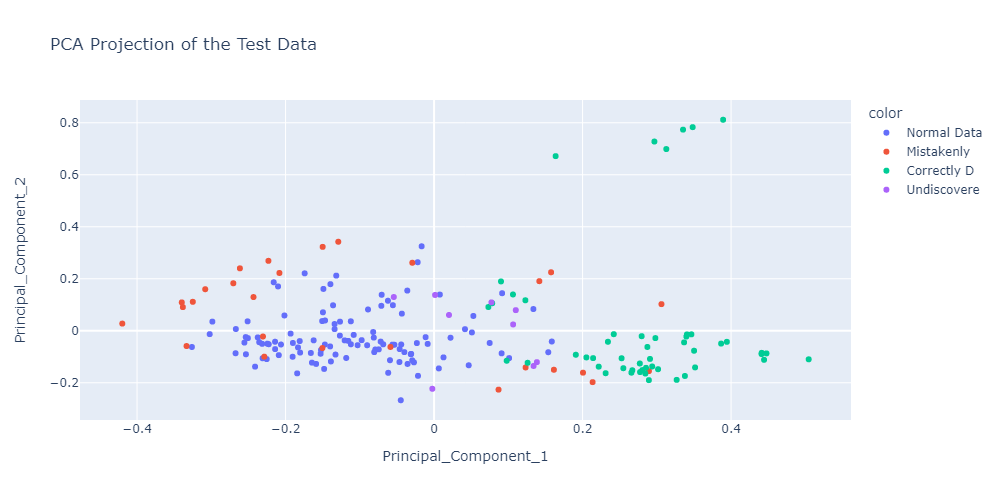 PCA Projection of the Test Data
color
Normal Data
Mistakenly
Correctly D
Undiscovere
0.8
0.6
0.4
0.2
0
−0.2
Principal_Component_2
−0.4
−0.2
0
0.2
0.4
Principal_Component_1